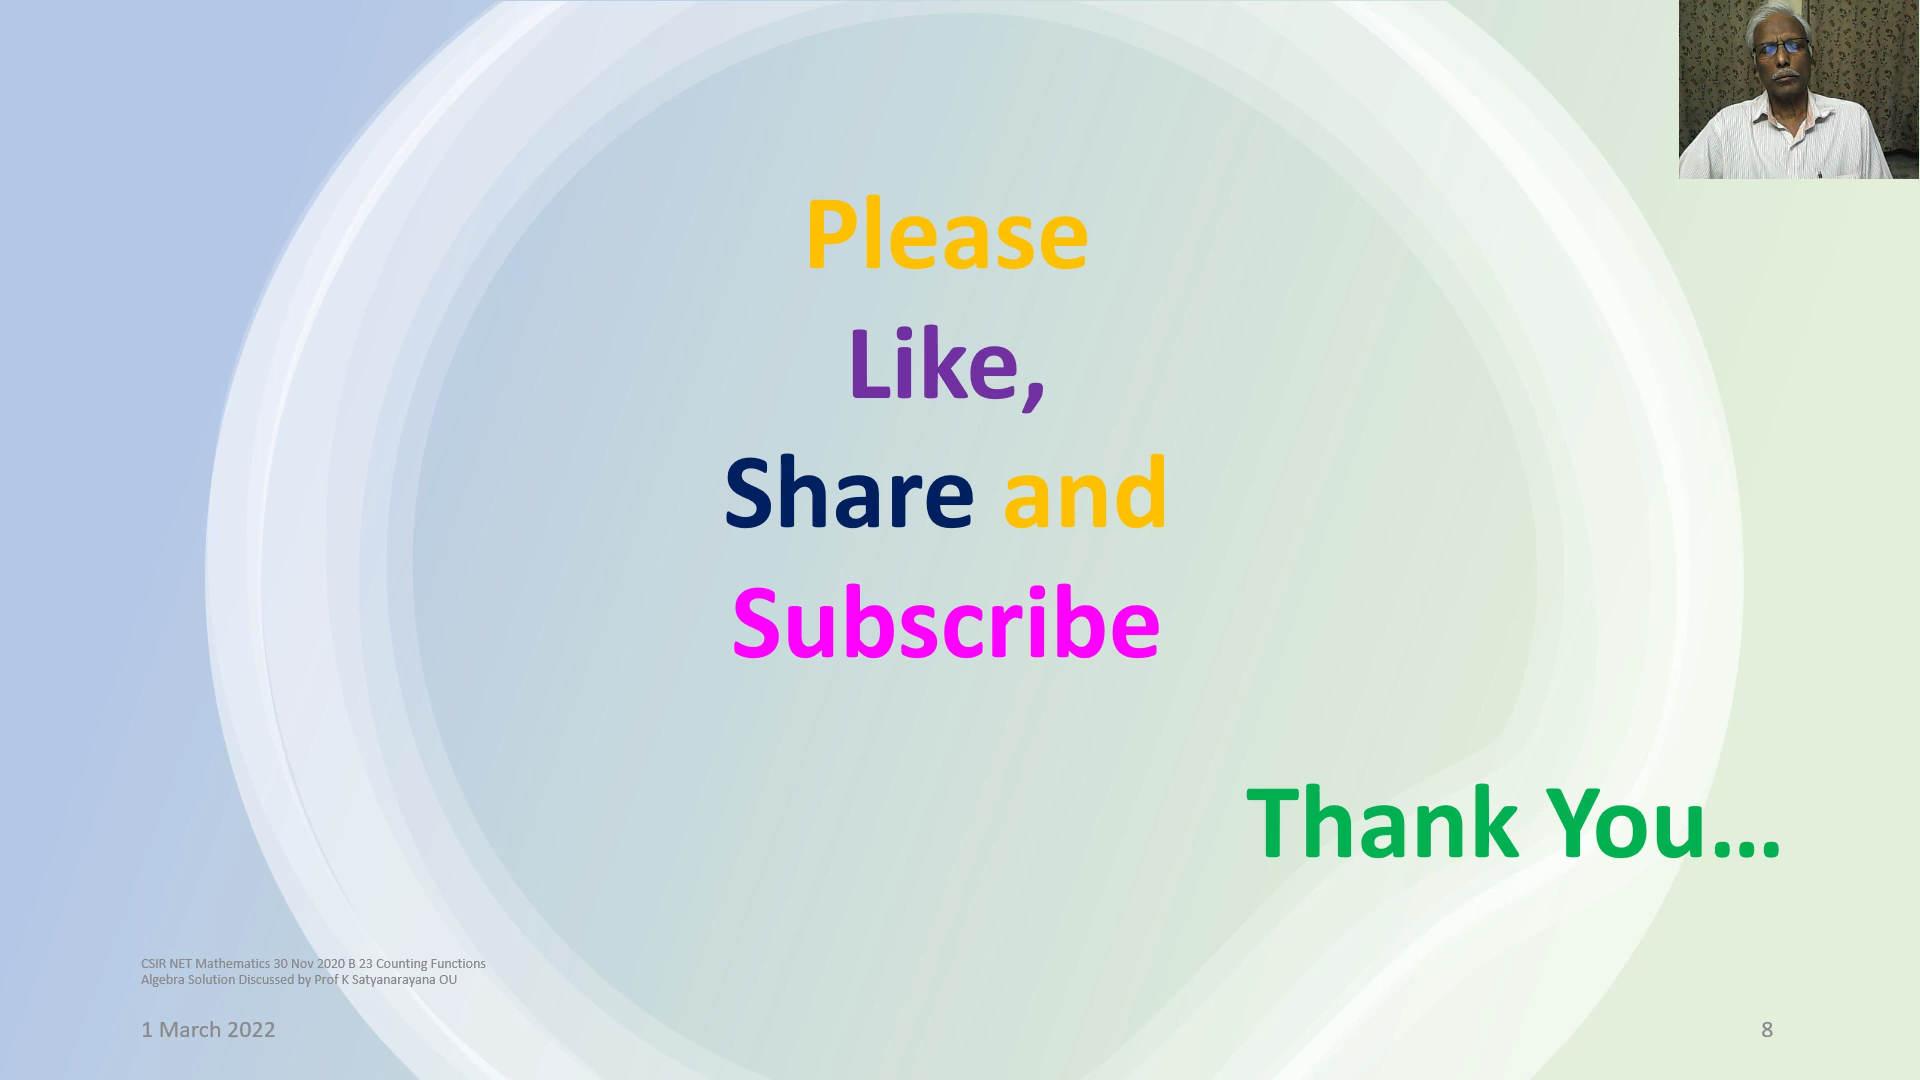 Please
Like,
Share and
Subscribe
Thank You...
CSIR NET Mathematics 30 Nov 2020 B 23 Counting Functions
Algebra Solution Discussed by Prof K Satyanarayana OU
1 March 2022
8